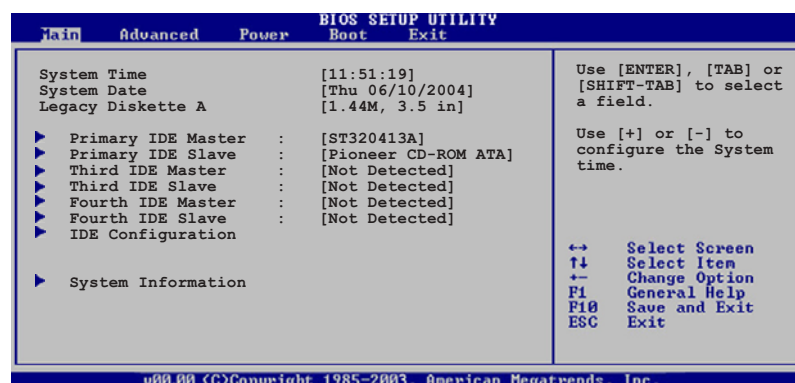 BIOS SETUP UTILITY
Main Advanced Power Boot Exit
System Time [11:51:19]
System Date [Thu 06/10/2004]
Legacy Diskette A [1.44M, 3.5 in]
Primary IDE Master : [ST320413A]
Primary IDE Slave : [Pioneer CD-ROM ATA]
Third IDE Master : [Not Detected]
Third IDE Slave : [Not Detected]
Fourth IDE Master : [Not Detected]
Fourth IDE Slave : [Not Detected]
IDE Configuration
System Information
Use [ENTER], [TAB] or
[SHIFT-TAB] to select
a field.
Use [+] or [-] to
configure the System
time.
↔ Select Screen
↑↓ Select Item
+- Change Option
F1 General Help
F10 Save and Exit
ESC Exit
v00.00 (C)Copyright 1985-2003, American Megatrends, Inc.